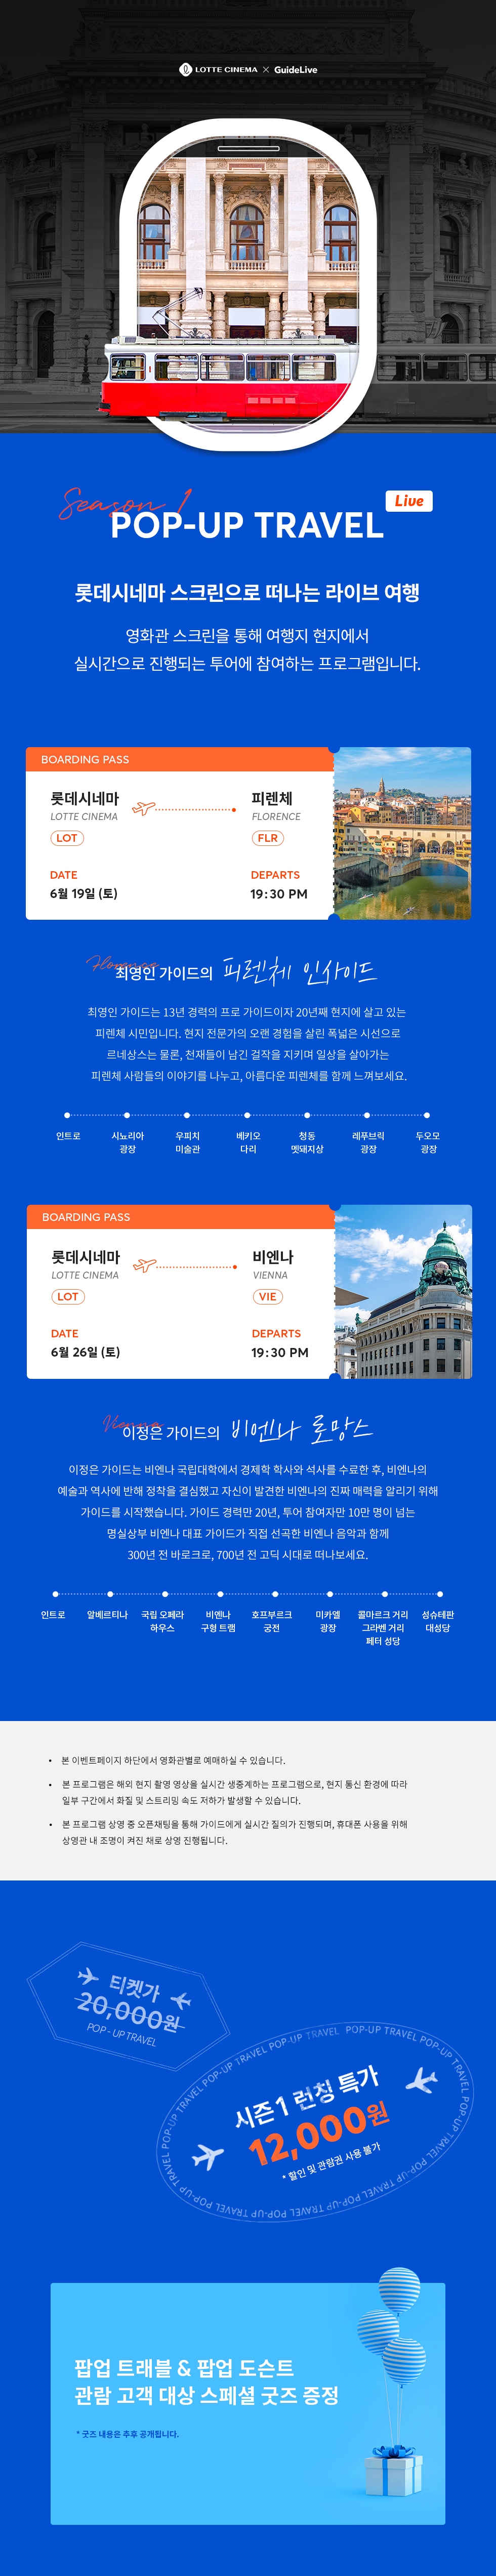 LOTTE CINEMA × GuideLive
Season 1
POP-UP TRAVEL Live
롯데시네마 스크린으로 떠나는 라이브 여행
영화관 스크린을 통해 여행지 현지에서
실시간으로 진행되는 투어에 참여하는 프로그램입니다.
BOARDING PASS
롯데시네마 피렌체
LOTTE CINEMA FLORENCE
LOT FLR
DATE DEPARTS
6월 19일 (토) 19:30 PM
Florence
최영인 가이드의 피렌체 인사이드
최영인 가이드는 13년 경력의 프로 가이드이자 20년째 현지에 살고 있는
피렌체 시민입니다. 현지 전문가의 오랜 경험을 살린 폭넓은 시선으로
르네상스는 물론, 천재들이 남긴 걸작을 지키며 일상을 살아가는
피렌체 사람들의 이야기를 나누고, 아름다운 피렌체를 함께 느껴보세요.
인트로 시뇨리아 우피치 베키오 청동 레푸브릭 두오모
광장 미술관 다리 멧돼지상 광장 광장
BOARDING PASS
롯데시네마 비엔나
LOTTE CINEMA VIENNA
LOT VIE
DATE DEPARTS
6월 26일 (토) 19:30 PM
Vienna
이정은 가이드의 비엔나 로망스
이정은 가이드는 비엔나 국립대학에서 경제학 학사와 석사를 수료한 후, 비엔나의
예술과 역사에 반해 정착을 결심했고 자신이 발견한 비엔나의 진짜 매력을 알리기 위해
가이드를 시작했습니다. 가이드 경력만 20년, 투어 참여자만 10만 명이 넘는
명실상부 비엔나 대표 가이드가 직접 선곡한 비엔나 음악과 함께
300년 전 바로크로, 700년 전 고딕 시대로 떠나보세요.
인트로 알베르티나 국립 오페라 비엔나 호프부르크 미카엘 콜마르크 거리 슈테판
하우스 구형 트램 궁전 광장 그라벤 거리 대성당
페터 성당
• 본 이벤트페이지 하단에서 영화관별로 예매하실 수 있습니다.
• 본 프로그램은 해외 현지 촬영 영상을 실시간 생중계하는 프로그램으로, 현지 통신 환경에 따라
일부 구간에서 화질 및 스트리밍 속도 저하가 발생할 수 있습니다.
• 본 프로그램 상영 중 오픈채팅을 통해 가이드에게 실시간 질의가 진행되며, 휴대폰 사용을 위해
상영관 내 조명이 켜진 채로 상영 진행됩니다.
티켓가
20,000원
POP-UP TRAVEL
POP-UP TRAVEL POP-UP TRAVEL POP-UP TRAVEL POP-UP TRAVEL POP-UP TRAVEL POP-UP TRAVEL POP-UP TRAVEL POP-UP TRAVEL
시즌1 런칭 특가
12,000원
* 할인 및 관람권 사용 불가
팝업 트래블 & 팝업 도슨트
관람 고객 대상 스페셜 굿즈 증정
* 굿즈 내용은 추후 공개됩니다.